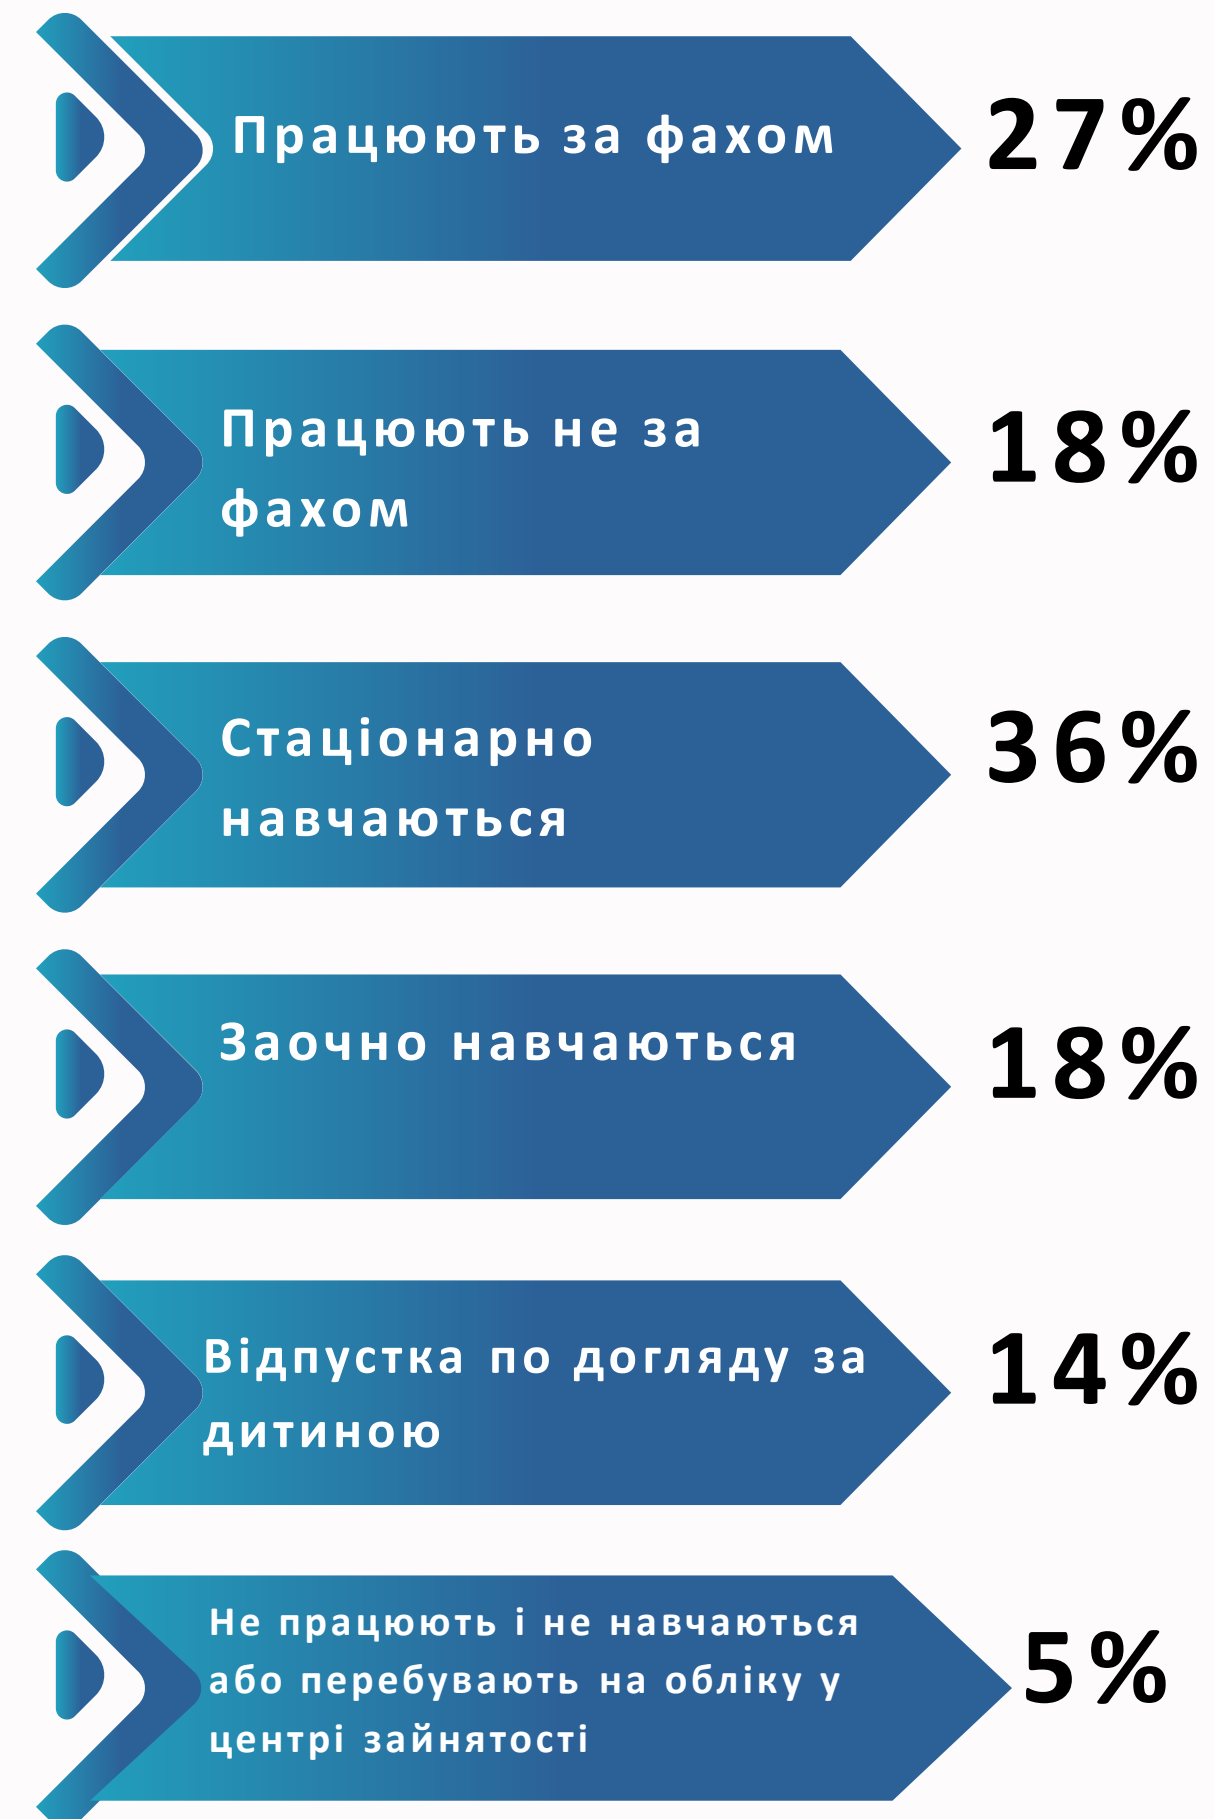 Працюють за фахом
27%
Працюють не за
фахом
18%
Стаціонарно
навчаються
36%
Заочно навчаються
18%
Відпустка по догляду за
дитиною
14%
Не працюють і не навчаються
або перебувають на обліку у
центрі зайнятості
5%